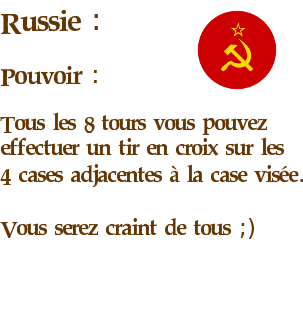 Russie :
Pouvoir :
Tous les 8 tours vous pouvez
effectuer un tir en croix sur les
4 cases adjacentes à la case visée.
Vous serez craint de tous ;)